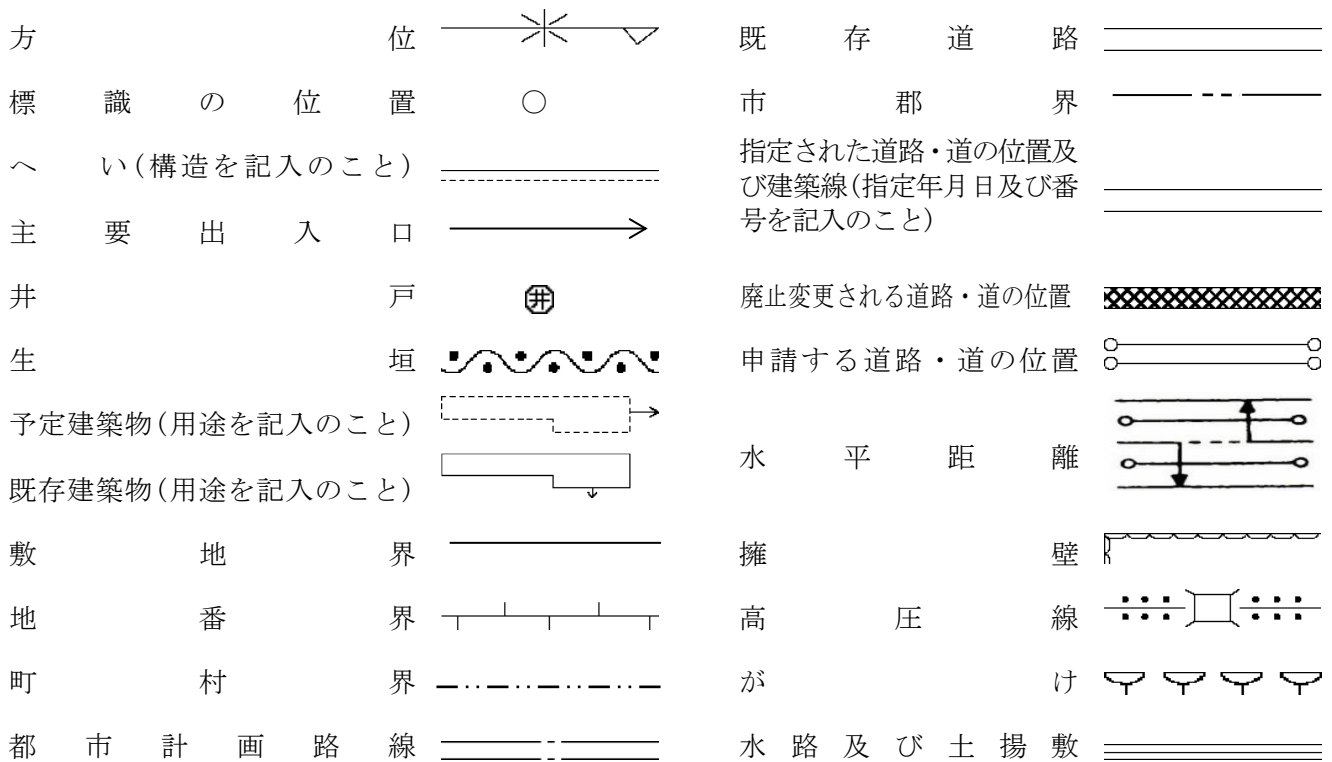 方位
標識の位置
へい(構造を記入のこと)
主要出入口
井戸
井
生垣
予定建築物(用途を記入のこと)
既存建築物(用途を記入のこと)
敷地界
地番界
町村界
都市計画路線
既存道路
市郡界
指定された道路・道の位置及
び建築線(指定年月日及び番
号を記入のこと)
廃止変更される道路・道の位置
申請する道路・道の位置
水平距離
擁壁
高圧線
がけ
水路及び土揚敷